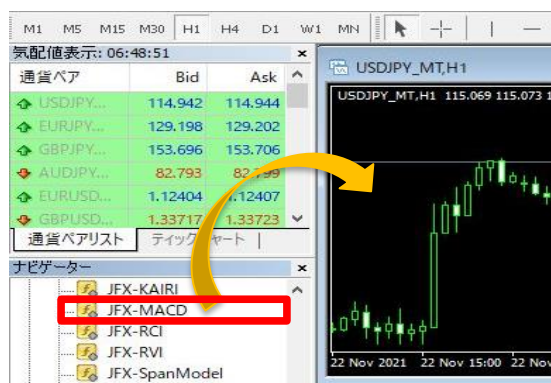 M1 M5 M15 M30 H1 H4 D1 W1 MN
気配値表示: 06:48:51
通貨ペア Bid Ask
USDJPY... 114.942 114.944
EURJPY... 129.198 129.202
GBPJPY... 153.696 153.706
AUDJPY... 82.793 82.799
EURUSD... 1.12404 1.12407
GBPUSD... 1.33717 1.33723
通貨ペアリスト ティック
ナビゲーター
JFX-KAIRI
JFX-MACD
JFX-RCI
JFX-RVI
JFX-SpanModel
USDJPY_MT,H1
USDJPY_MT,H1 115.069 115.073
22 Nov 2021 22 Nov 15:00 22 Nov